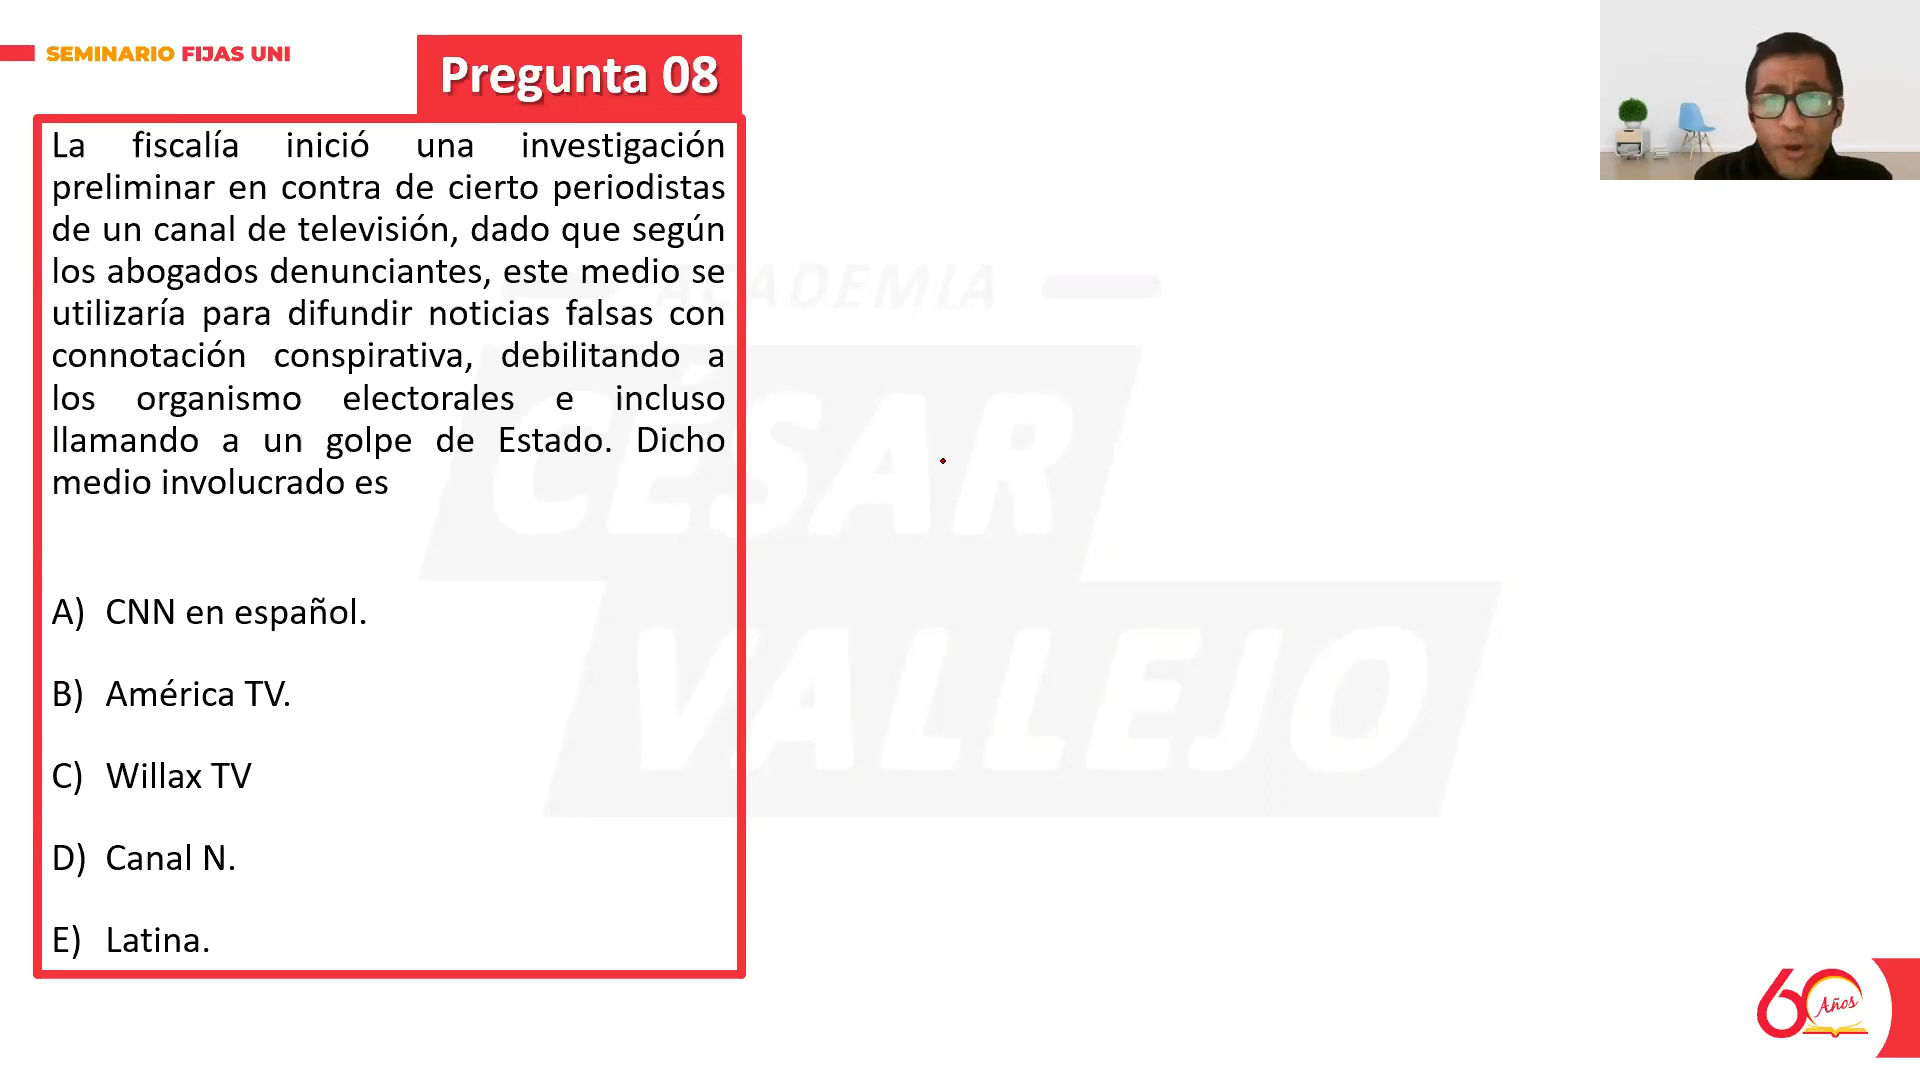 SEMINARIO FIJAS UNI
Pregunta 08
La fiscalía inició una investigación
preliminar en contra de cierto periodistas
de un canal de televisión, dado que según
los abogados denunciantes, este medio se
utilizaría para difundir noticias falsas con
connotación conspirativa, debilitando a
los organismo electorales e incluso
llamando a un golpe de Estado. Dicho
medio involucrado es
A) CNN en español.
B) América TV.
C) Willax TV
D) Canal N.
E) Latina.
ACADEMIA
CÉSAR
VALLEJO
60 Años